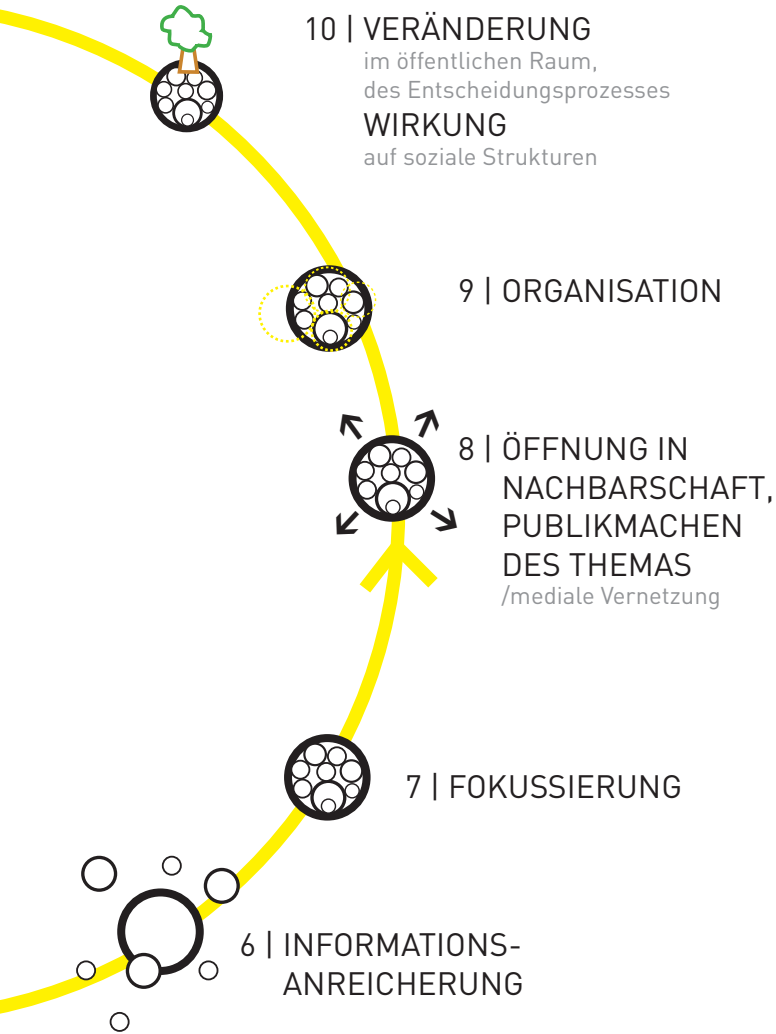 10 | VERÄNDERUNG
im öffentlichen Raum,
des Entscheidungsprozesses
WIRKUNG
auf soziale Strukturen
9 | ORGANISATION
8 | ÖFFNUNG IN
NACHBARSCHAFT,
PUBLIKMACHEN
DES THEMAS
/mediale Vernetzung
7 | FOKUSSIERUNG
6 | INFORMATIONS-
ANREICHERUNG